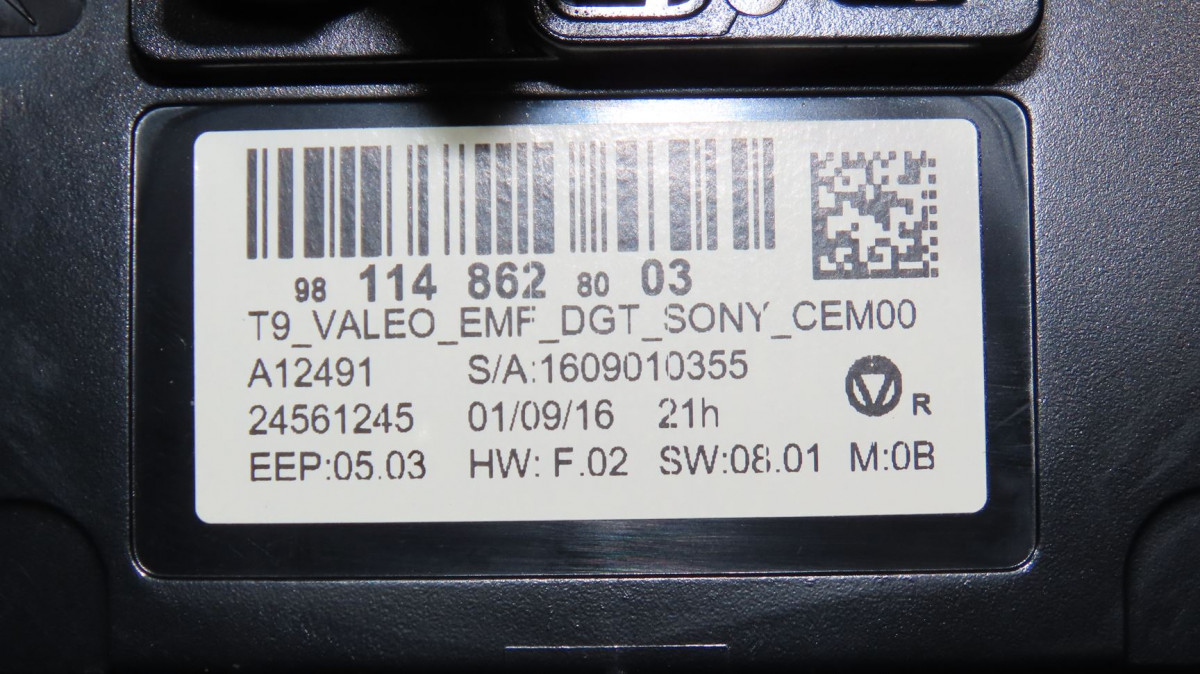 98 114 862 80 03
T9_VALEO_EMF_DGT_SONY_CEM00
A12491 S/A:1609010355
24561245 01/09/16 21h R
EEP:05.03 HW: F.02 SW:08.01 M:0B